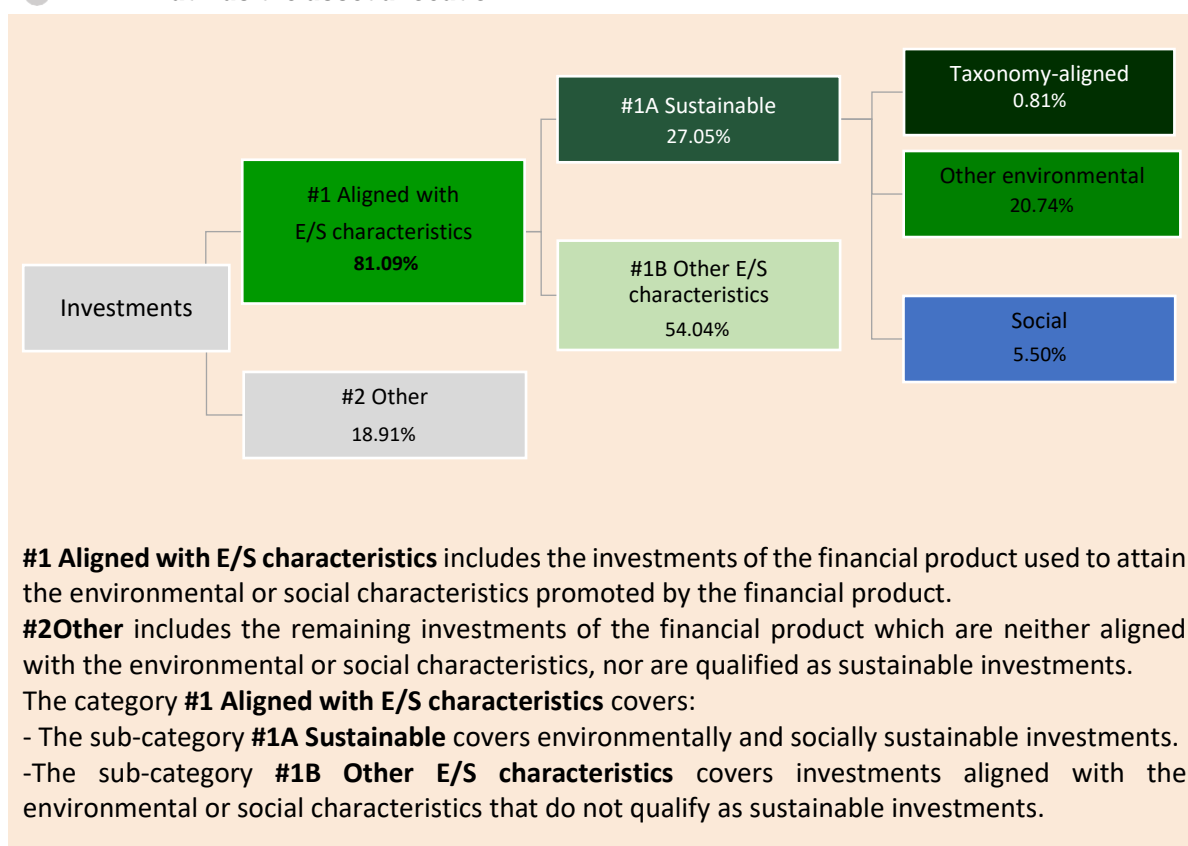 Taxonomy-aligned
0.81%
#1A Sustainable
27.05%
Other environmental
20.74%
#1 Aligned with
E/S characteristics
81.09%
#1B Other E/S
characteristics
54.04%
Investments
Social
5.50%
#2 Other
18.91%
#1 Aligned with E/S characteristics includes the investments of the financial product used to attain
the environmental or social characteristics promoted by the financial product.
#2Other includes the remaining investments of the financial product which are neither aligned
with the environmental or social characteristics, nor are qualified as sustainable investments.
The category #1 Aligned with E/S characteristics covers:
- The sub-category #1A Sustainable covers environmentally and socially sustainable investments.
-The sub-category #1B Other E/S characteristics covers investments aligned with the
environmental or social characteristics that do not qualify as sustainable investments.